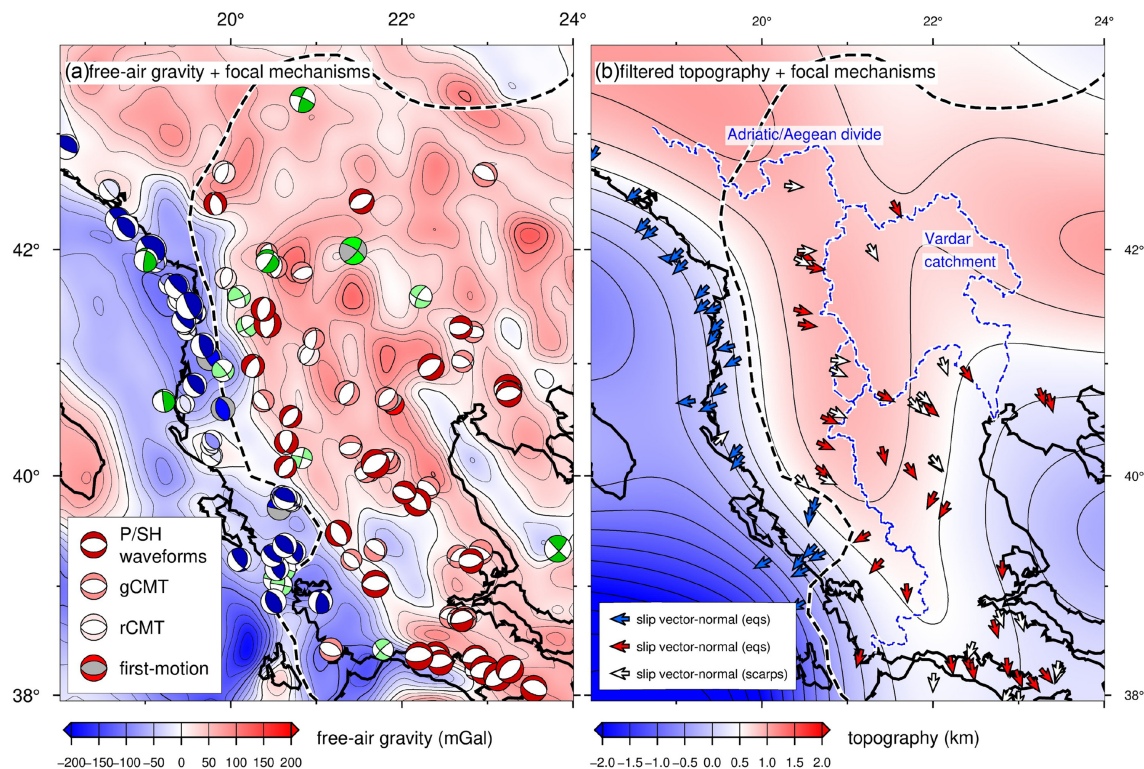 20°
22°
24°
20°
22°
24°
(a)free-air gravity + focal mechanisms
(b)filtered topography + focal mechanisms
Adriatic/Aegean divide
Vardar
catchment
42°
42°
40°
40°
38°
38°
P/SH
waveforms
gCMT
rCMT
first-motion
slip vector-normal (eqs)
slip vector-normal (eqs)
slip vector-normal (scarps)
−200−150−100−50 0 50 100 150 200
free-air gravity (mGal)
−2.0−1.5−1.0−0.5 0.0 0.5 1.0 1.5 2.0
topography (km)